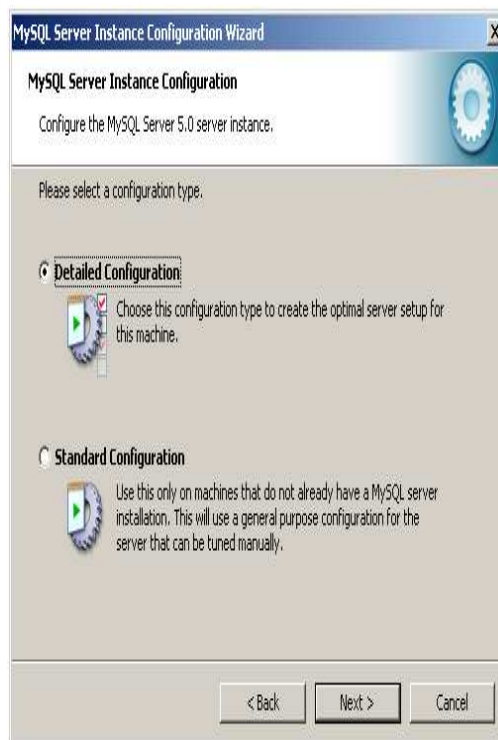 MySQL Server Instance Configuration Wizard
X
MySQL Server Instance Configuration
Configure the MySQL Server 5.0 server instance.
Please select a configuration type.
Detailed Configuration
Choose this configuration type to create the optimal server setup for
this machine.
Standard Configuration
Use this only on machines that do not already have a MySQL server
installation. This will use a general purpose configuration for the
server that can be tuned manually.
< Back
Next >
Cancel